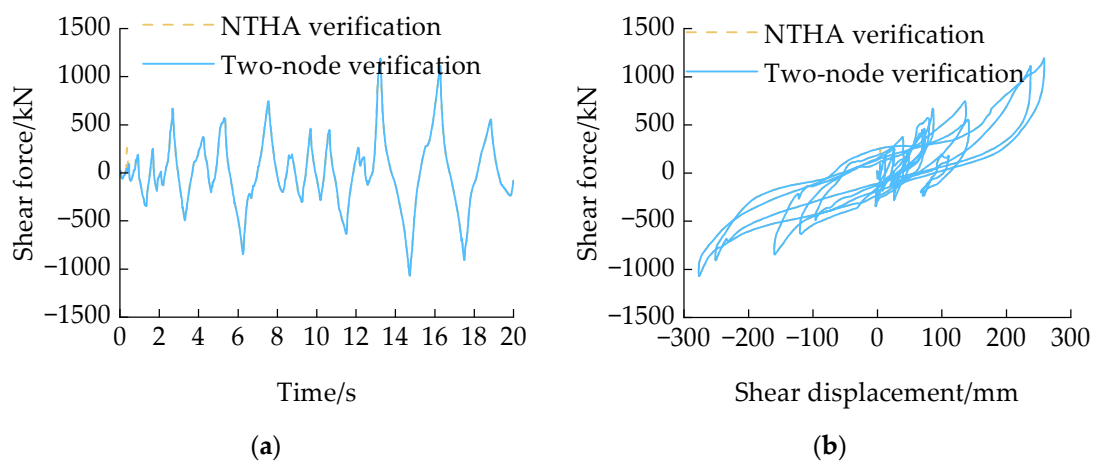 1500
1000
500
0
−500
−1000
−1500
Shear force/kN
NTHA verification
Two-node verification
0 2 4 6 8 10 12 14 16 18 20
Time/s
(a)
1500
1000
500
0
−500
−1000
−1500
Shear force/kN
NTHA verification
Two-node verification
−300 −200 −100 0 100 200 300
Shear displacement/mm
(b)